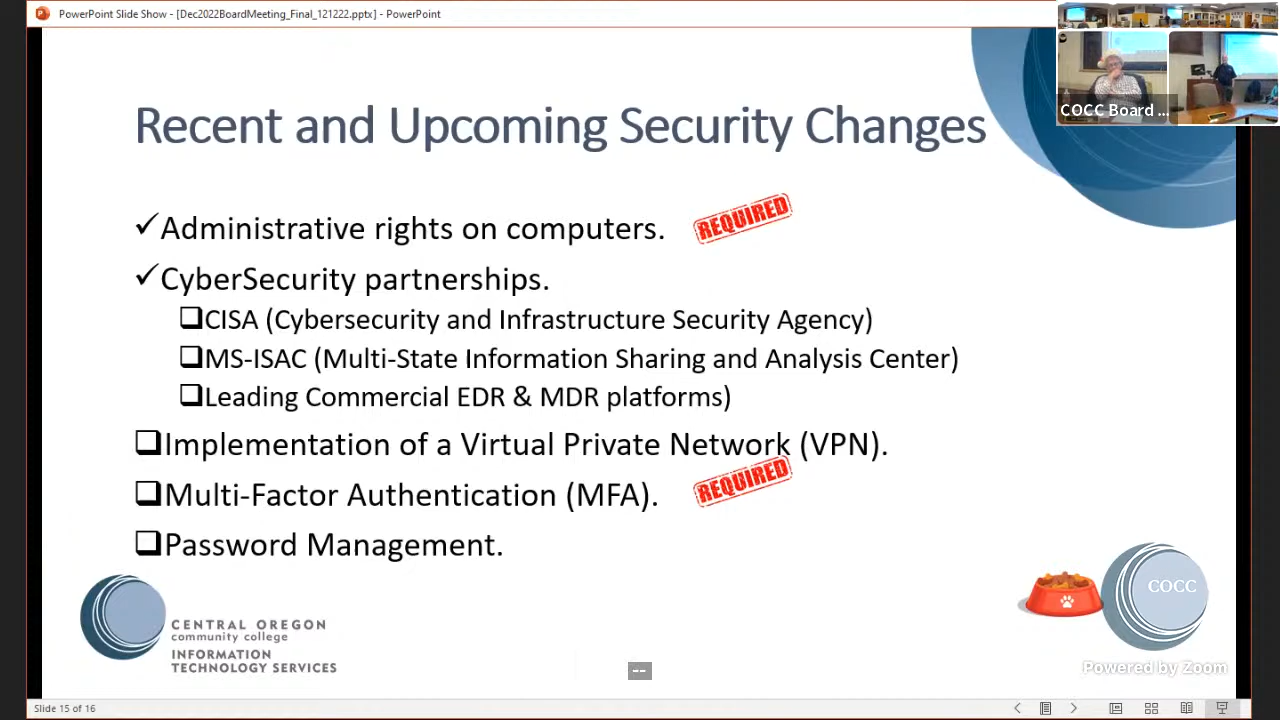 PowerPoint Slide Show - [Dec2022BoardMeeting_Final_121222.pptx] - PowerPoint
COCC Board ...
Recent and Upcoming Security Changes
✓Administrative rights on computers. REQUIRED
✓CyberSecurity partnerships.
❑CISA (Cybersecurity and Infrastructure Security Agency)
❑MS-ISAC (Multi-State Information Sharing and Analysis Center)
❑Leading Commercial EDR & MDR platforms)
❑Implementation of a Virtual Private Network (VPN).
❑Multi-Factor Authentication (MFA). REQUIRED
❑Password Management.
COCC
CENTRAL OREGON
community college
INFORMATION
TECHNOLOGY SERVICES
Powered by Zoom
Slide 15 of 16